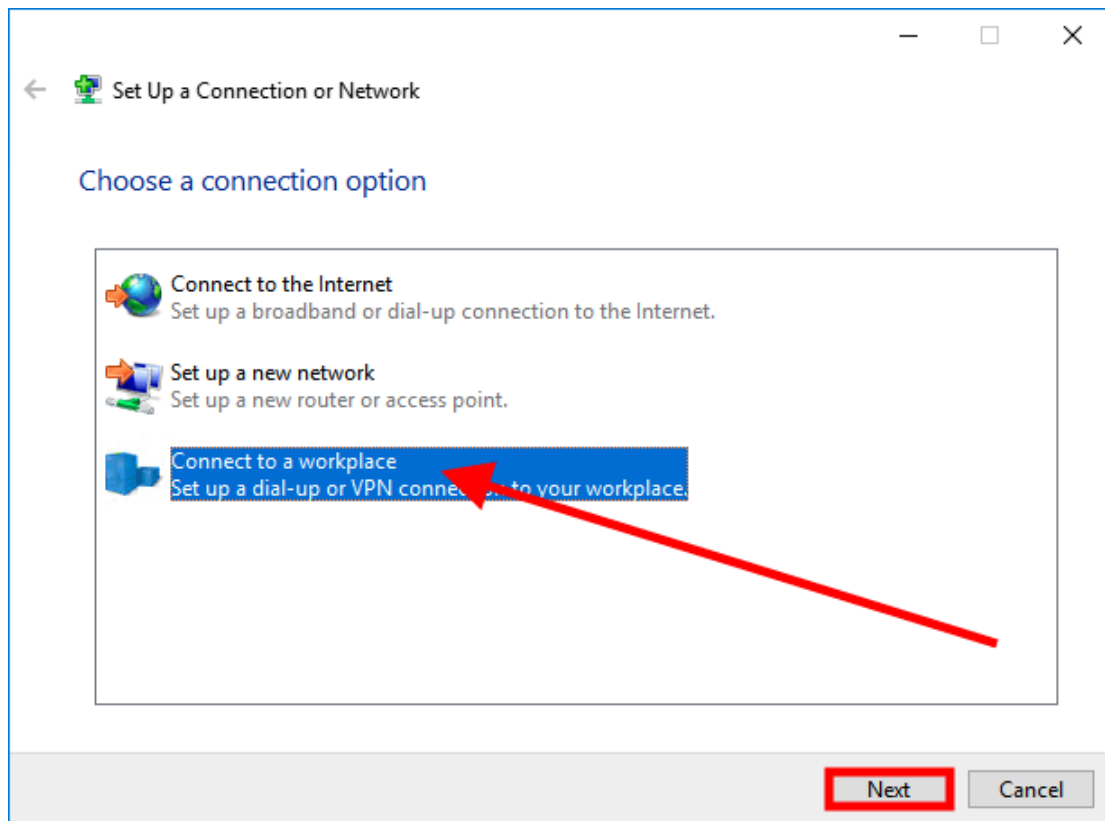 Set Up a Connection or Network
Choose a connection option
Connect to the Internet
Set up a broadband or dial-up connection to the Internet.
Set up a new network
Set up a new router or access point.
Connect to a workplace
Set up a dial-up or VPN connection to your workplace.
Next
Cancel